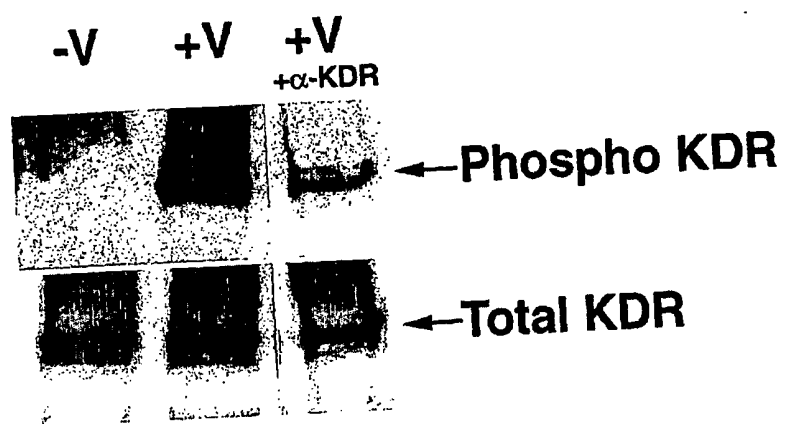 -V +V +V
+α-KDR
Phospho KDR
Total KDR